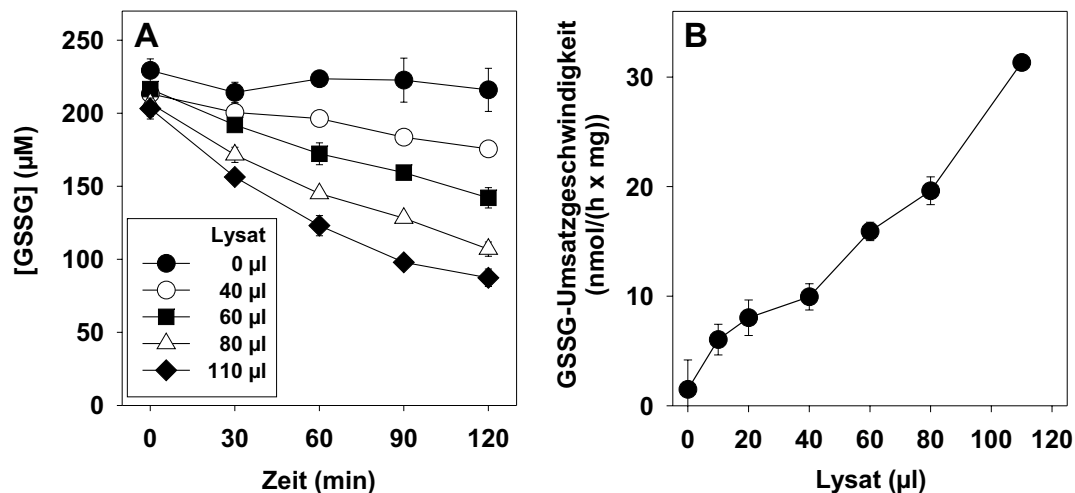 A
[GSSG] (µM)
250
200
150
100
50
0
Lysat
0 µl
40 µl
60 µl
80 µl
110 µl
0 30 60 90 120
Zeit (min)
B
GSSG-Umsatzgeschwindigkeit
(nmol/(h x mg))
30
20
10
0
0 20 40 60 80 100 120
Lysat (µl)